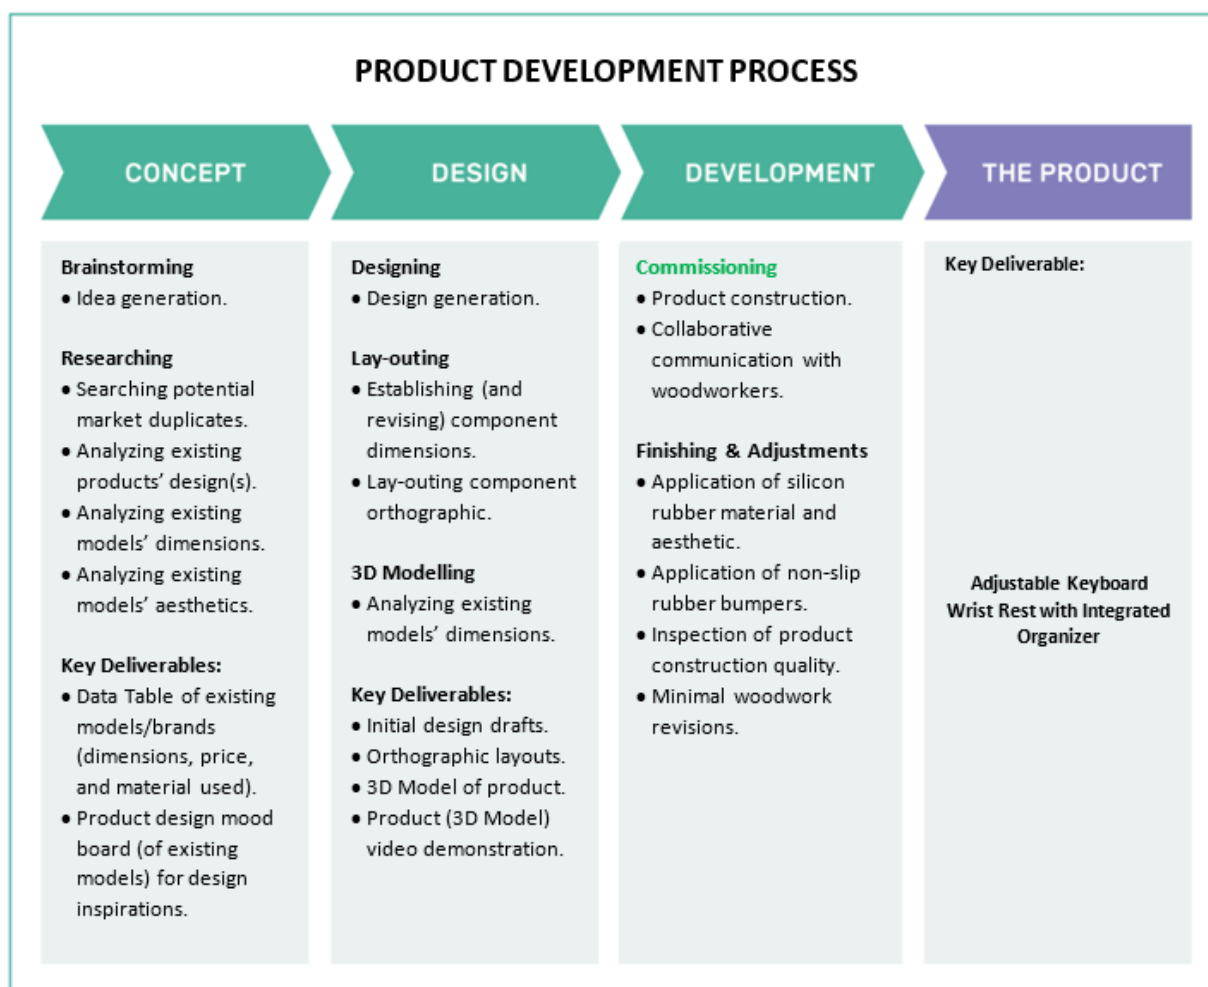 PRODUCT DEVELOPMENT PROCESS
CONCEPT
DESIGN
DEVELOPMENT
THE PRODUCT
Brainstorming
• Idea generation.
Researching
• Searching potential
market duplicates.
• Analyzing existing
products’ design(s).
• Analyzing existing
models’ dimensions.
• Analyzing existing
models’ aesthetics.
Key Deliverables:
• Data Table of existing
models/brands
(dimensions, price,
and material used).
• Product design mood
board (of existing
models) for design
inspirations.
Designing
• Design generation.
Lay-outing
• Establishing (and
revising) component
dimensions.
• Lay-outing component
orthographic.
3D Modelling
• Analyzing existing
models’ dimensions.
Key Deliverables:
• Initial design drafts.
• Orthographic layouts.
• 3D Model of product.
• Product (3D Model)
video demonstration.
Commissioning
• Product construction.
• Collaborative
communication with
woodworkers.
Finishing & Adjustments
• Application of silicon
rubber material and
aesthetic.
• Application of non-slip
rubber bumpers.
• Inspection of product
construction quality.
• Minimal woodwork
revisions.
Key Deliverable:
Adjustable Keyboard
Wrist Rest with Integrated
Organizer